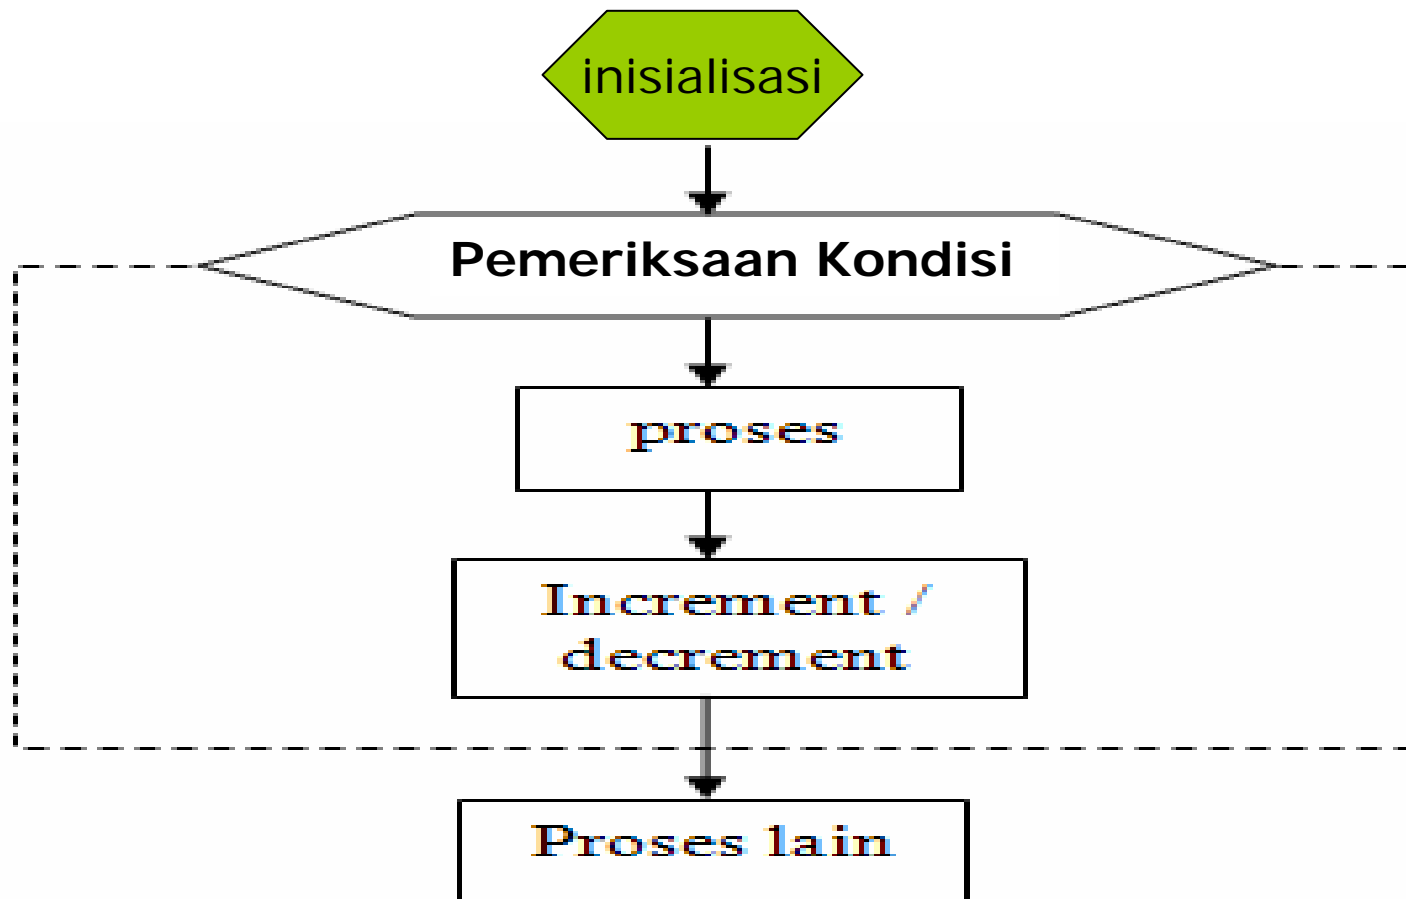 inisialisasi
Pemeriksaan Kondisi
proses
Increment /
decrement
Proses lain